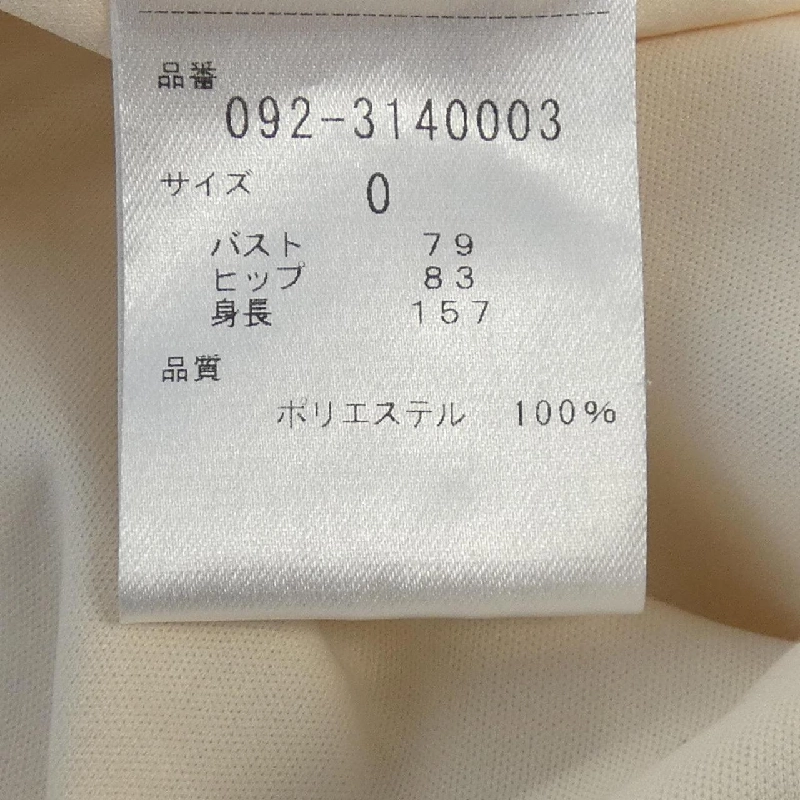 品番
092-3140003
サイズ 0
バスト 79
ヒップ 83
身長 157
品質
ポリエステル 100%